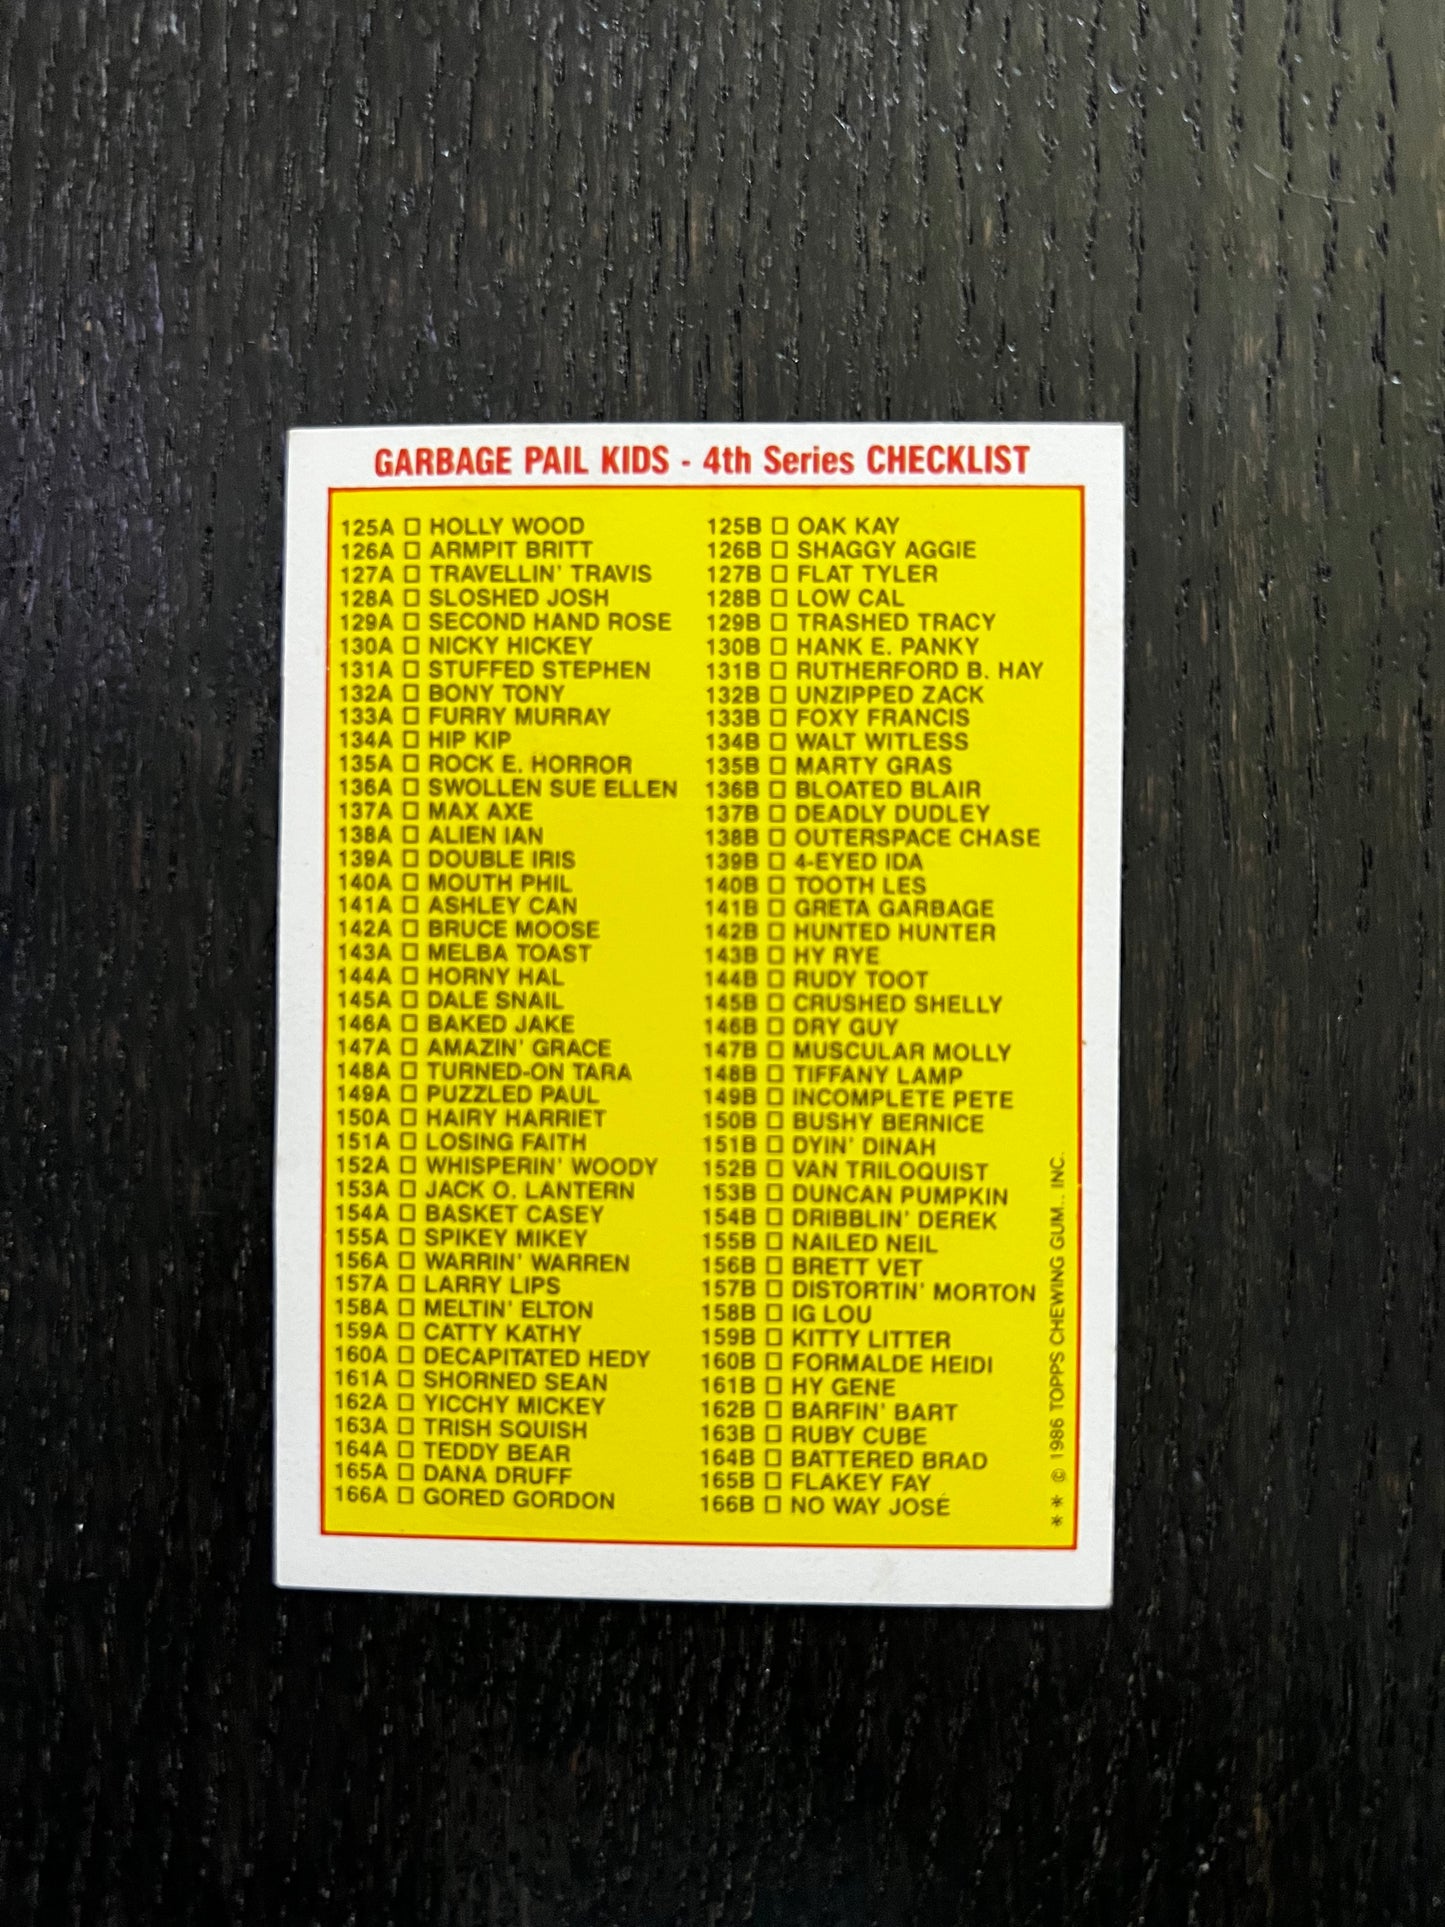 GARBAGE PAIL KIDS - 4th Series CHECKLIST
125A □ HOLLY WOOD
126A □ ARMPIT BRITT
127A □ TRAVELLIN' TRAVIS
128A □ SLOSHED JOSH
129A □ SECOND HAND ROSE
130A □ NICKY HICKEY
131A □ STUFFED STEPHEN
132A □ BONY TONY
133A □ FURRY MURRAY
134A □ HIP KIP
135A □ ROCK E. HORROR
136A □ SWOLLEN SUE ELLEN
137A □ MAX AXE
138A □ ALIEN IAN
139A □ DOUBLE IRIS
140A □ MOUTH PHIL
141A □ ASHLEY CAN
142A □ BRUCE MOOSE
143A □ MELBA TOAST
144A □ HORNY HAL
145A □ DALE SNAIL
146A □ BAKED JAKE
147A □ AMAZIN' GRACE
148A □ TURNED-ON TARA
149A □ PUZZLED PAUL
150A □ HAIRY HARRIET
151A □ LOSING FAITH
152A □ WHISPERIN' WOODY
153A □ JACK O. LANTERN
154A □ BASKET CASEY
155A □ SPIKEY MIKEY
156A □ WARRIN' WARREN
157A □ LARRY LIPS
158A □ MELTIN' ELTON
159A □ CATTY KATHY
160A □ DECAPITATED HEDY
161A □ SHORNED SEAN
162A □ YICCHY MICKEY
163A □ TRISH SQUISH
164A □ TEDDY BEAR
165A □ DANA DRUFF
166A □ GORED GORDON
125B □ OAK KAY
126B □ SHAGGY AGGIE
127B □ FLAT TYLER
128B □ LOW CAL
129B □ TRASHED TRACY
130B □ HANK E. PANKY
131B □ RUTHERFORD B. HAY
132B □ UNZIPPED ZACK
133B □ FOXY FRANCIS
134B □ WALT WITLESS
135B □ MARTY GRAS
136B □ BLOATED BLAIR
137B □ DEADLY DUDLEY
138B □ OUTERSPACE CHASE
139B □ 4-EYED IDA
140B □ TOOTH LES
141B □ GRETA GARBAGE
142B □ HUNTED HUNTER
143B □ HY RYE
144B □ RUDY TOOT
145B □ CRUSHED SHELLY
146B □ DRY GUY
147B □ MUSCULAR MOLLY
148B □ TIFFANY LAMP
149B □ INCOMPLETE PETE
150B □ BUSHY BERNICE
151B □ DYIN' DINAH
152B □ VAN TRILOQUIST
153B □ DUNCAN PUMPKIN
154B □ DRIBBLIN' DEREK
155B □ NAILED NEIL
156B □ BRETT VET
157B □ DISTORTIN' MORTON
158B □ IG LOU
159B □ KITTY LITTER
160B □ FORMALDE HEIDI
161B □ HY GENE
162B □ BARFIN' BART
163B □ RUBY CUBE
164B □ BATTERED BRAD
165B □ FLAKEY FAY
166B □ NO WAY JOSÉ
** © 1986 TOPPS CHEWING GUM., INC.